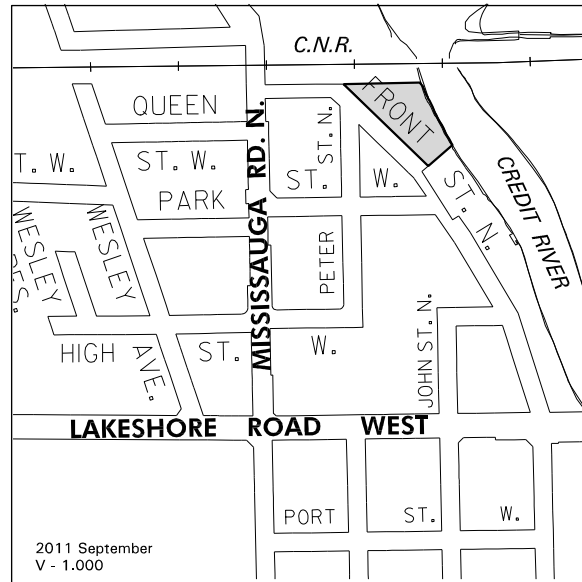 C.N.R.
QUEEN
ST. W.
T. W.
PARK
ST. W.
MISSISSAUGA RD. N.
ST. N.
PETER
FRONT
ST. N.
CREDIT RIVER
WESLEY
WESLEY
AVE.
HIGH ST. W.
JOHN ST. N.
LAKESHORE ROAD WEST
PORT ST. W.
2011 September
V - 1.000